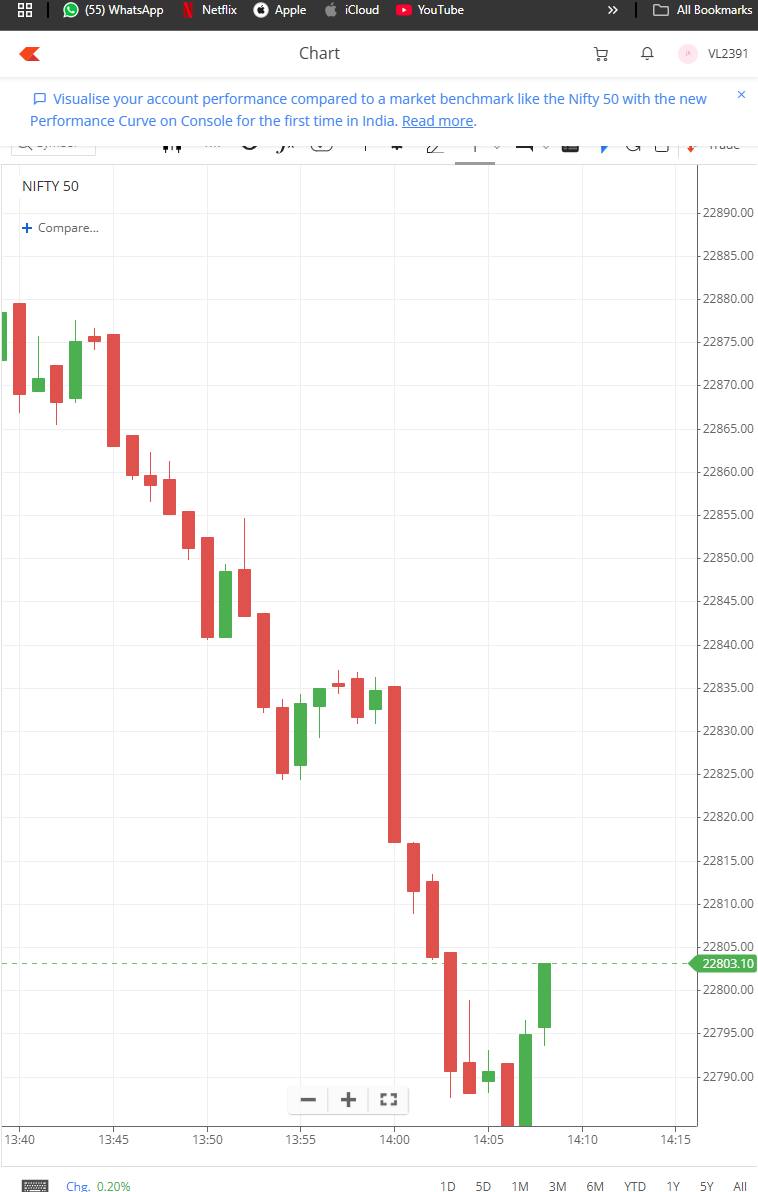 (55) WhatsApp Netflix Apple iCloud YouTube » All Bookmarks
Chart VL2391
Visualise your account performance compared to a market benchmark like the Nifty 50 with the new
Performance Curve on Console for the first time in India. Read more.
NIFTY 50
+ Compare...
22890.00
22885.00
22880.00
22875.00
22870.00
22865.00
22860.00
22855.00
22850.00
22845.00
22840.00
22835.00
22830.00
22825.00
22820.00
22815.00
22810.00
22805.00
22803.10
22800.00
22795.00
22790.00
13:40 13:45 13:50 13:55 14:00 14:05 14:10 14:15
Chg. 0.20% 1D 5D 1M 3M 6M YTD 1Y 5Y All